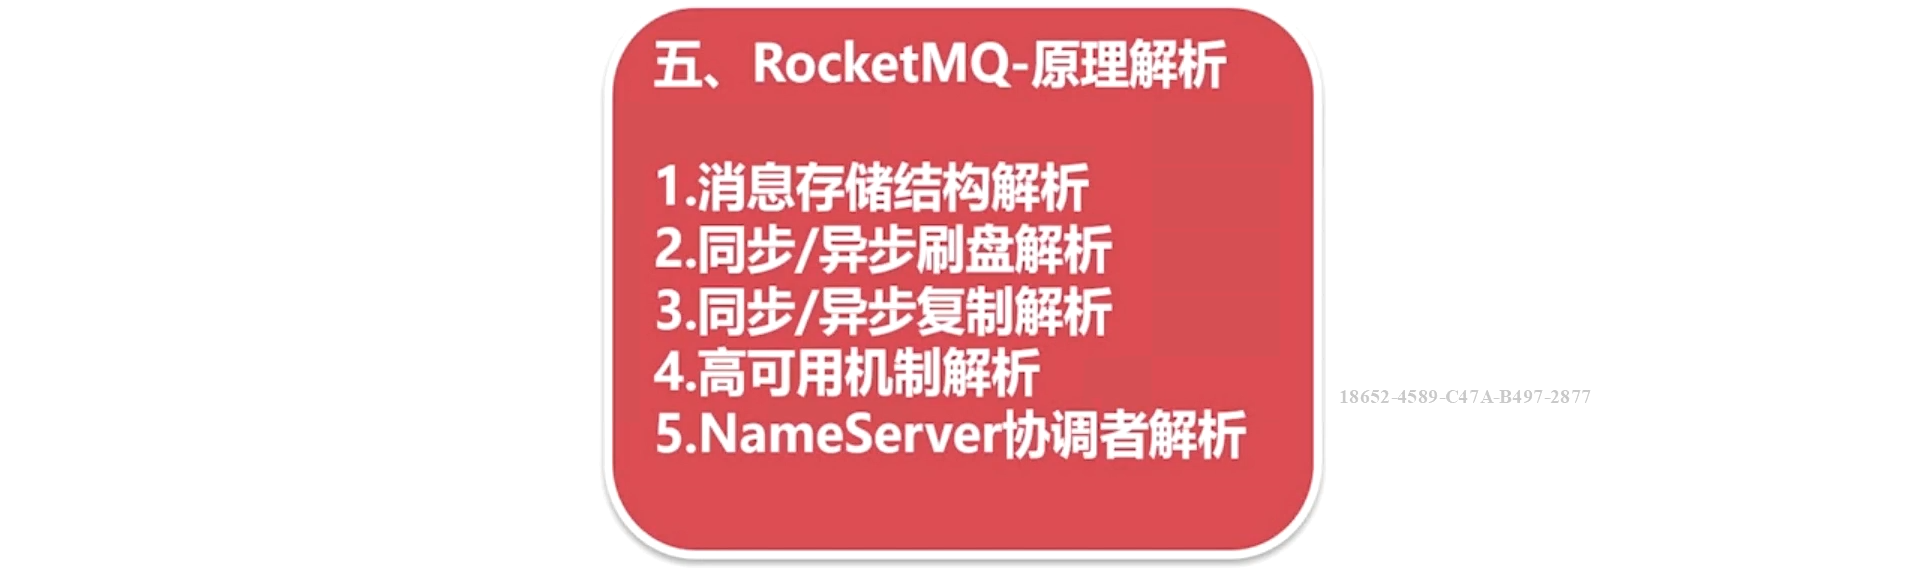 五、RocketMQ-原理解析
1.消息存储结构解析
2.同步/异步刷盘解析
3.同步/异步复制解析
4.高可用机制解析
18652-4589-C47A-B497-2877
5.NameServer协调者解析